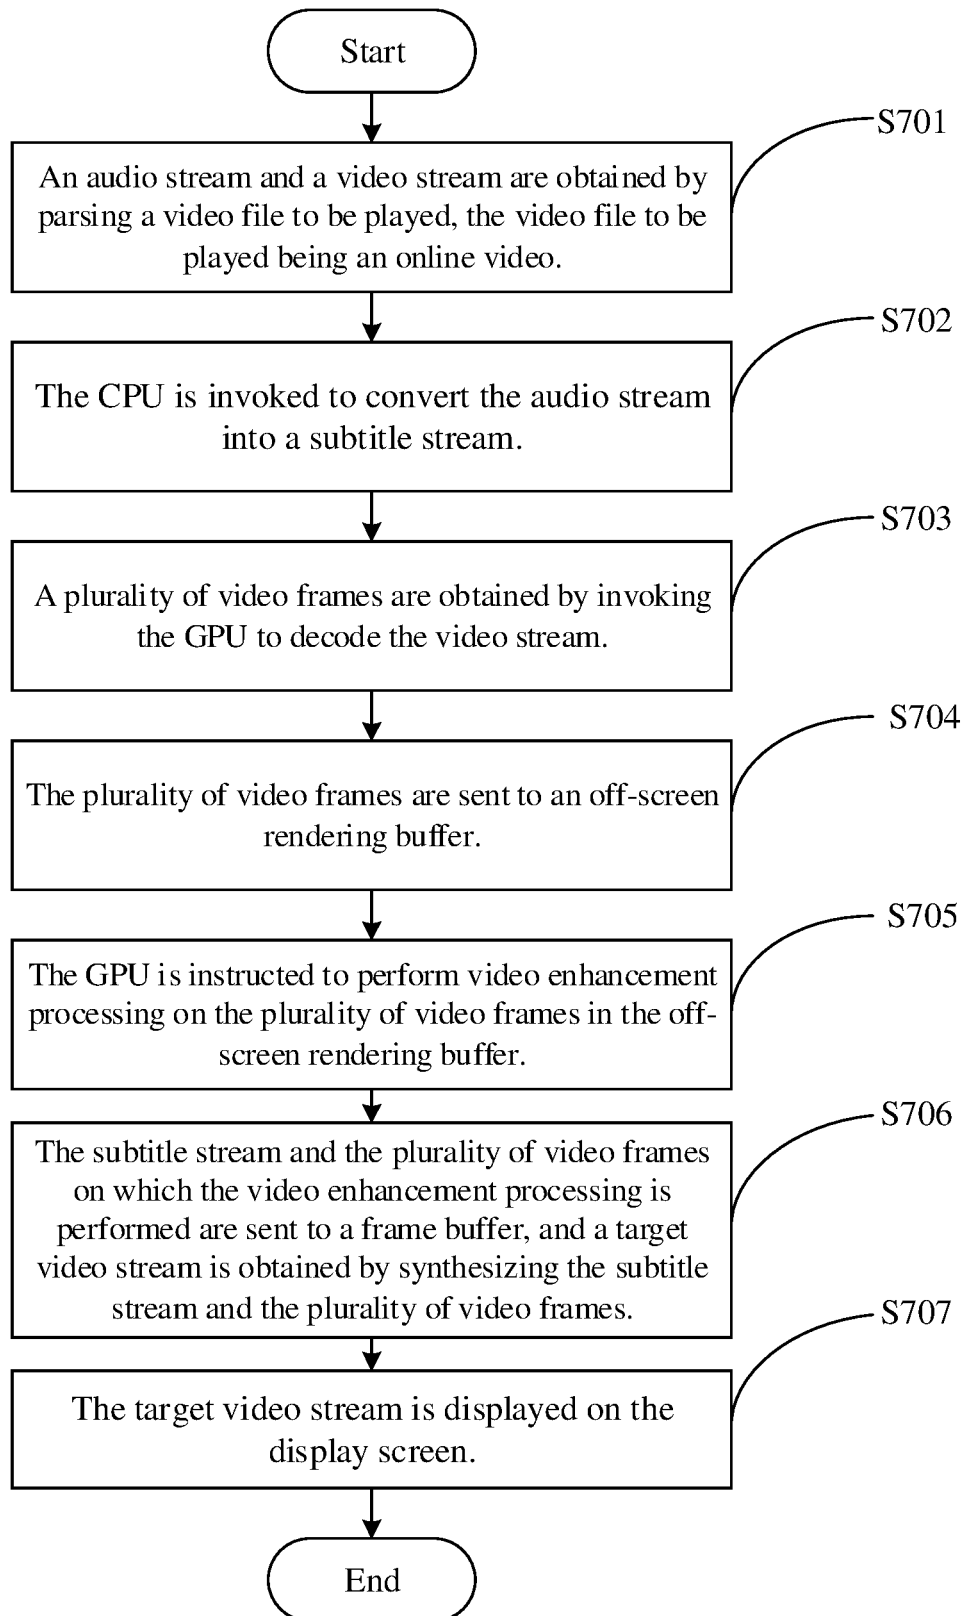 Start
S701
An audio stream and a video stream are obtained by
parsing a video file to be played, the video file to be
played being an online video.
S702
The CPU is invoked to convert the audio stream
into a subtitle stream.
S703
A plurality of video frames are obtained by invoking
the GPU to decode the video stream.
S704
The plurality of video frames are sent to an off-screen
rendering buffer.
S705
The GPU is instructed to perform video enhancement
processing on the plurality of video frames in the off-
screen rendering buffer.
S706
The subtitle stream and the plurality of video frames
on which the video enhancement processing is
performed are sent to a frame buffer, and a target
video stream is obtained by synthesizing the subtitle
stream and the plurality of video frames.
S707
The target video stream is displayed on the
display screen.
End